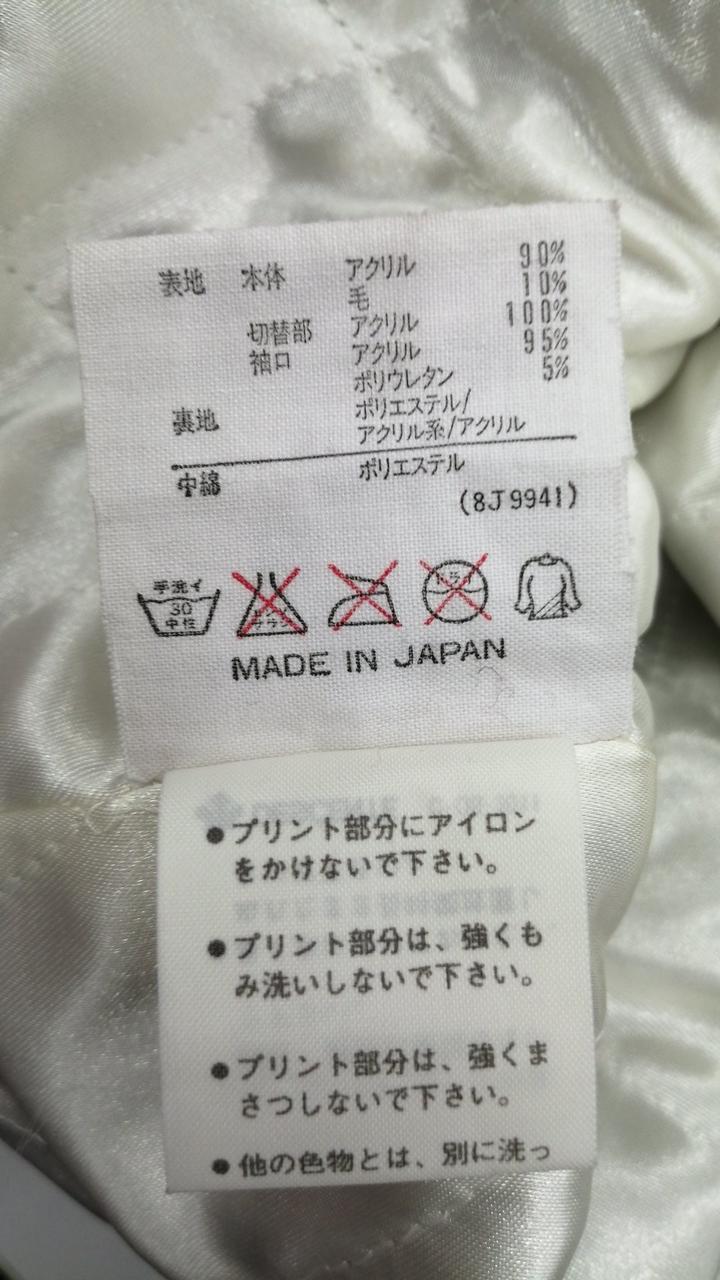 表地 本体 アクリル 90%
毛 10%
切替部 アクリル 100%
袖口 アクリル 95%
ポリウレタン 5%
裏地 ポリエステル/
アクリル系/アクリル
中綿 ポリエステル
(8J9941)
手洗イ
30
中性
MADE IN JAPAN
●プリント部分にアイロン
をかけないで下さい。
●プリント部分は、強くも
み洗いしないで下さい。
●プリント部分は、強くま
さつしないで下さい。
●他の色物とは、別に洗っ